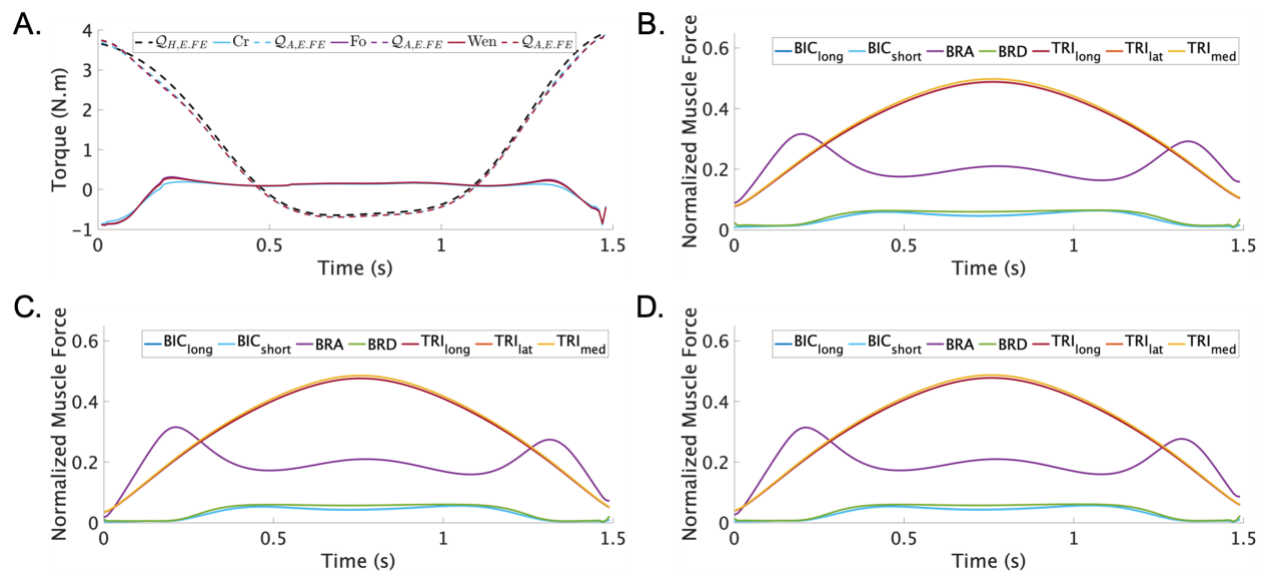 A.
𝒬_{H,E.FE} Cr 𝒬_{A,E.FE} Fo 𝒬_{A,E.FE} Wen 𝒬_{A,E.FE}
Torque (N.m)
4
3
2
1
0
-1
0 0.5 1 1.5
Time (s)
B.
BIC_{long} BIC_{short} BRA BRD TRI_{long} TRI_{lat} TRI_{med}
Normalized Muscle Force
0.6
0.4
0.2
0
0 0.5 1 1.5
Time (s)
C.
BIC_{long} BIC_{short} BRA BRD TRI_{long} TRI_{lat} TRI_{med}
Normalized Muscle Force
0.6
0.4
0.2
0
0 0.5 1 1.5
Time (s)
D.
BIC_{long} BIC_{short} BRA BRD TRI_{long} TRI_{lat} TRI_{med}
Normalized Muscle Force
0.6
0.4
0.2
0
0 0.5 1 1.5
Time (s)